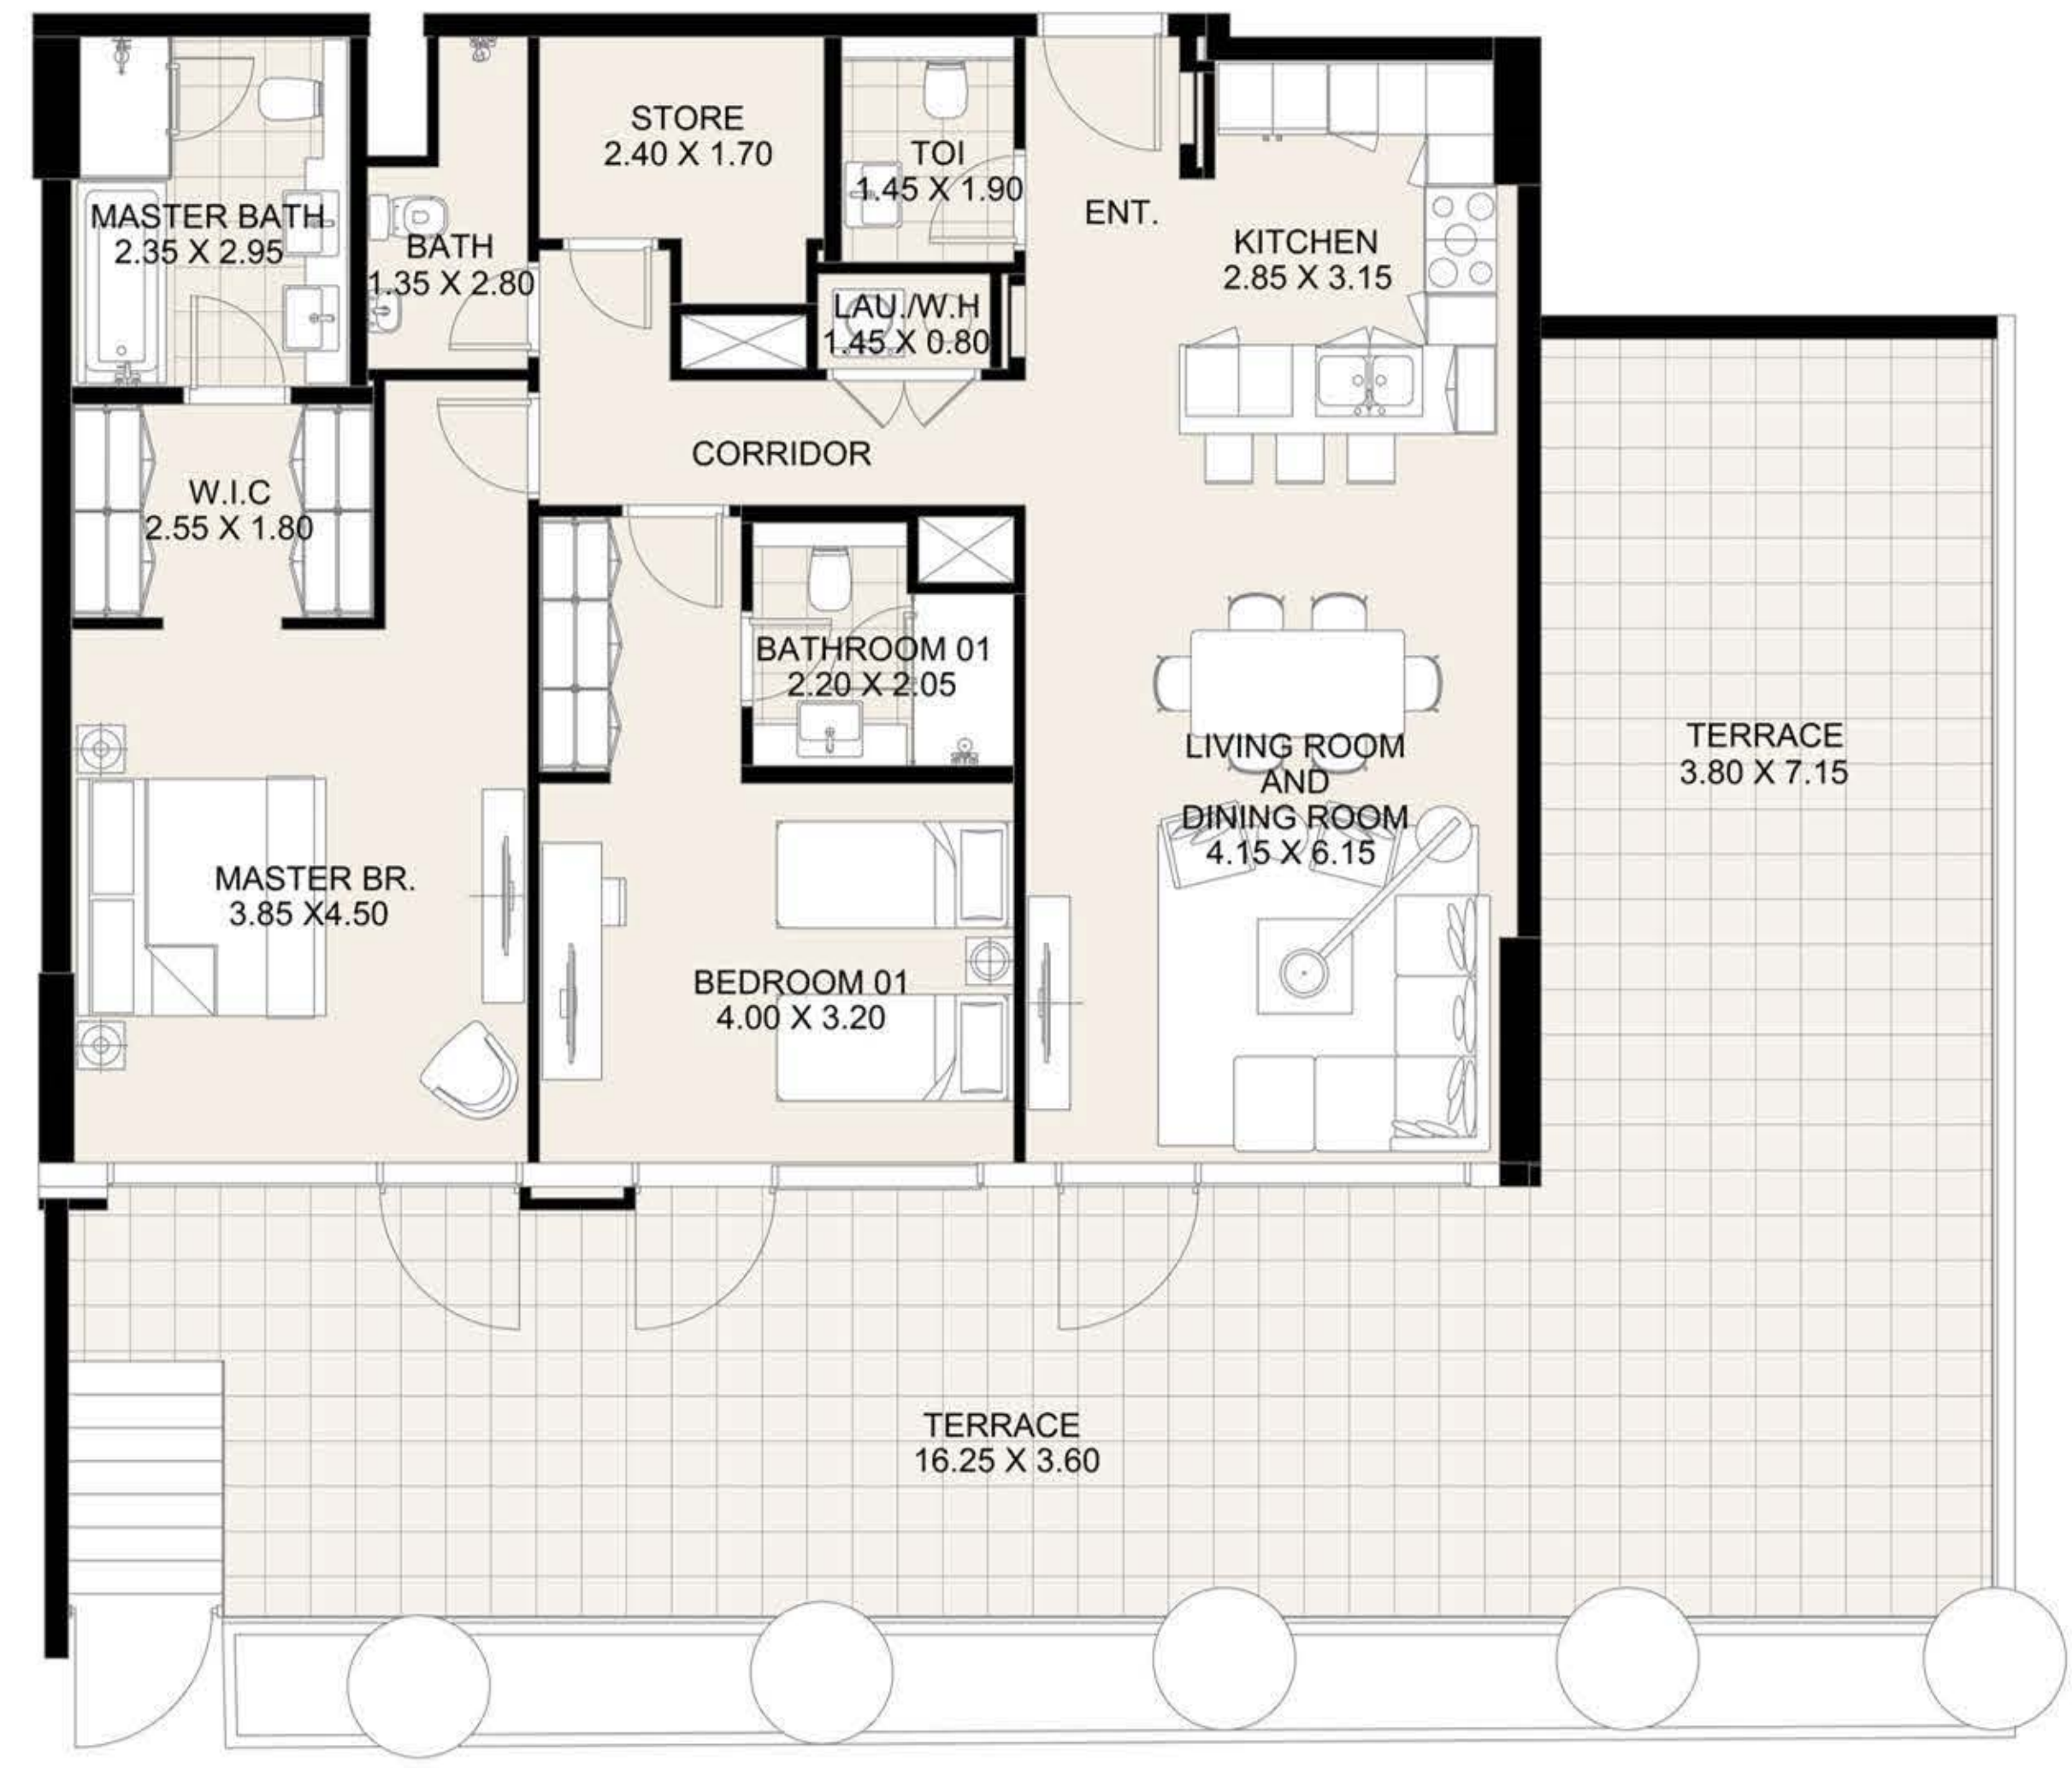 STORE
2.40 X 1.70
TOI
1.45 X 1.90
ENT.
MASTER BATH
2.35 X 2.95
BATH
1.35 X 2.80
KITCHEN
2.85 X 3.15
LAU./W.H
1.45 X 0.80
CORRIDOR
W.I.C
2.55 X 1.80
BATHROOM 01
2.20 X 2.05
LIVING ROOM
AND
DINING ROOM
4.15 X 6.15
TERRACE
3.80 X 7.15
MASTER BR.
3.85 X4.50
BEDROOM 01
4.00 X 3.20
TERRACE
16.25 X 3.60